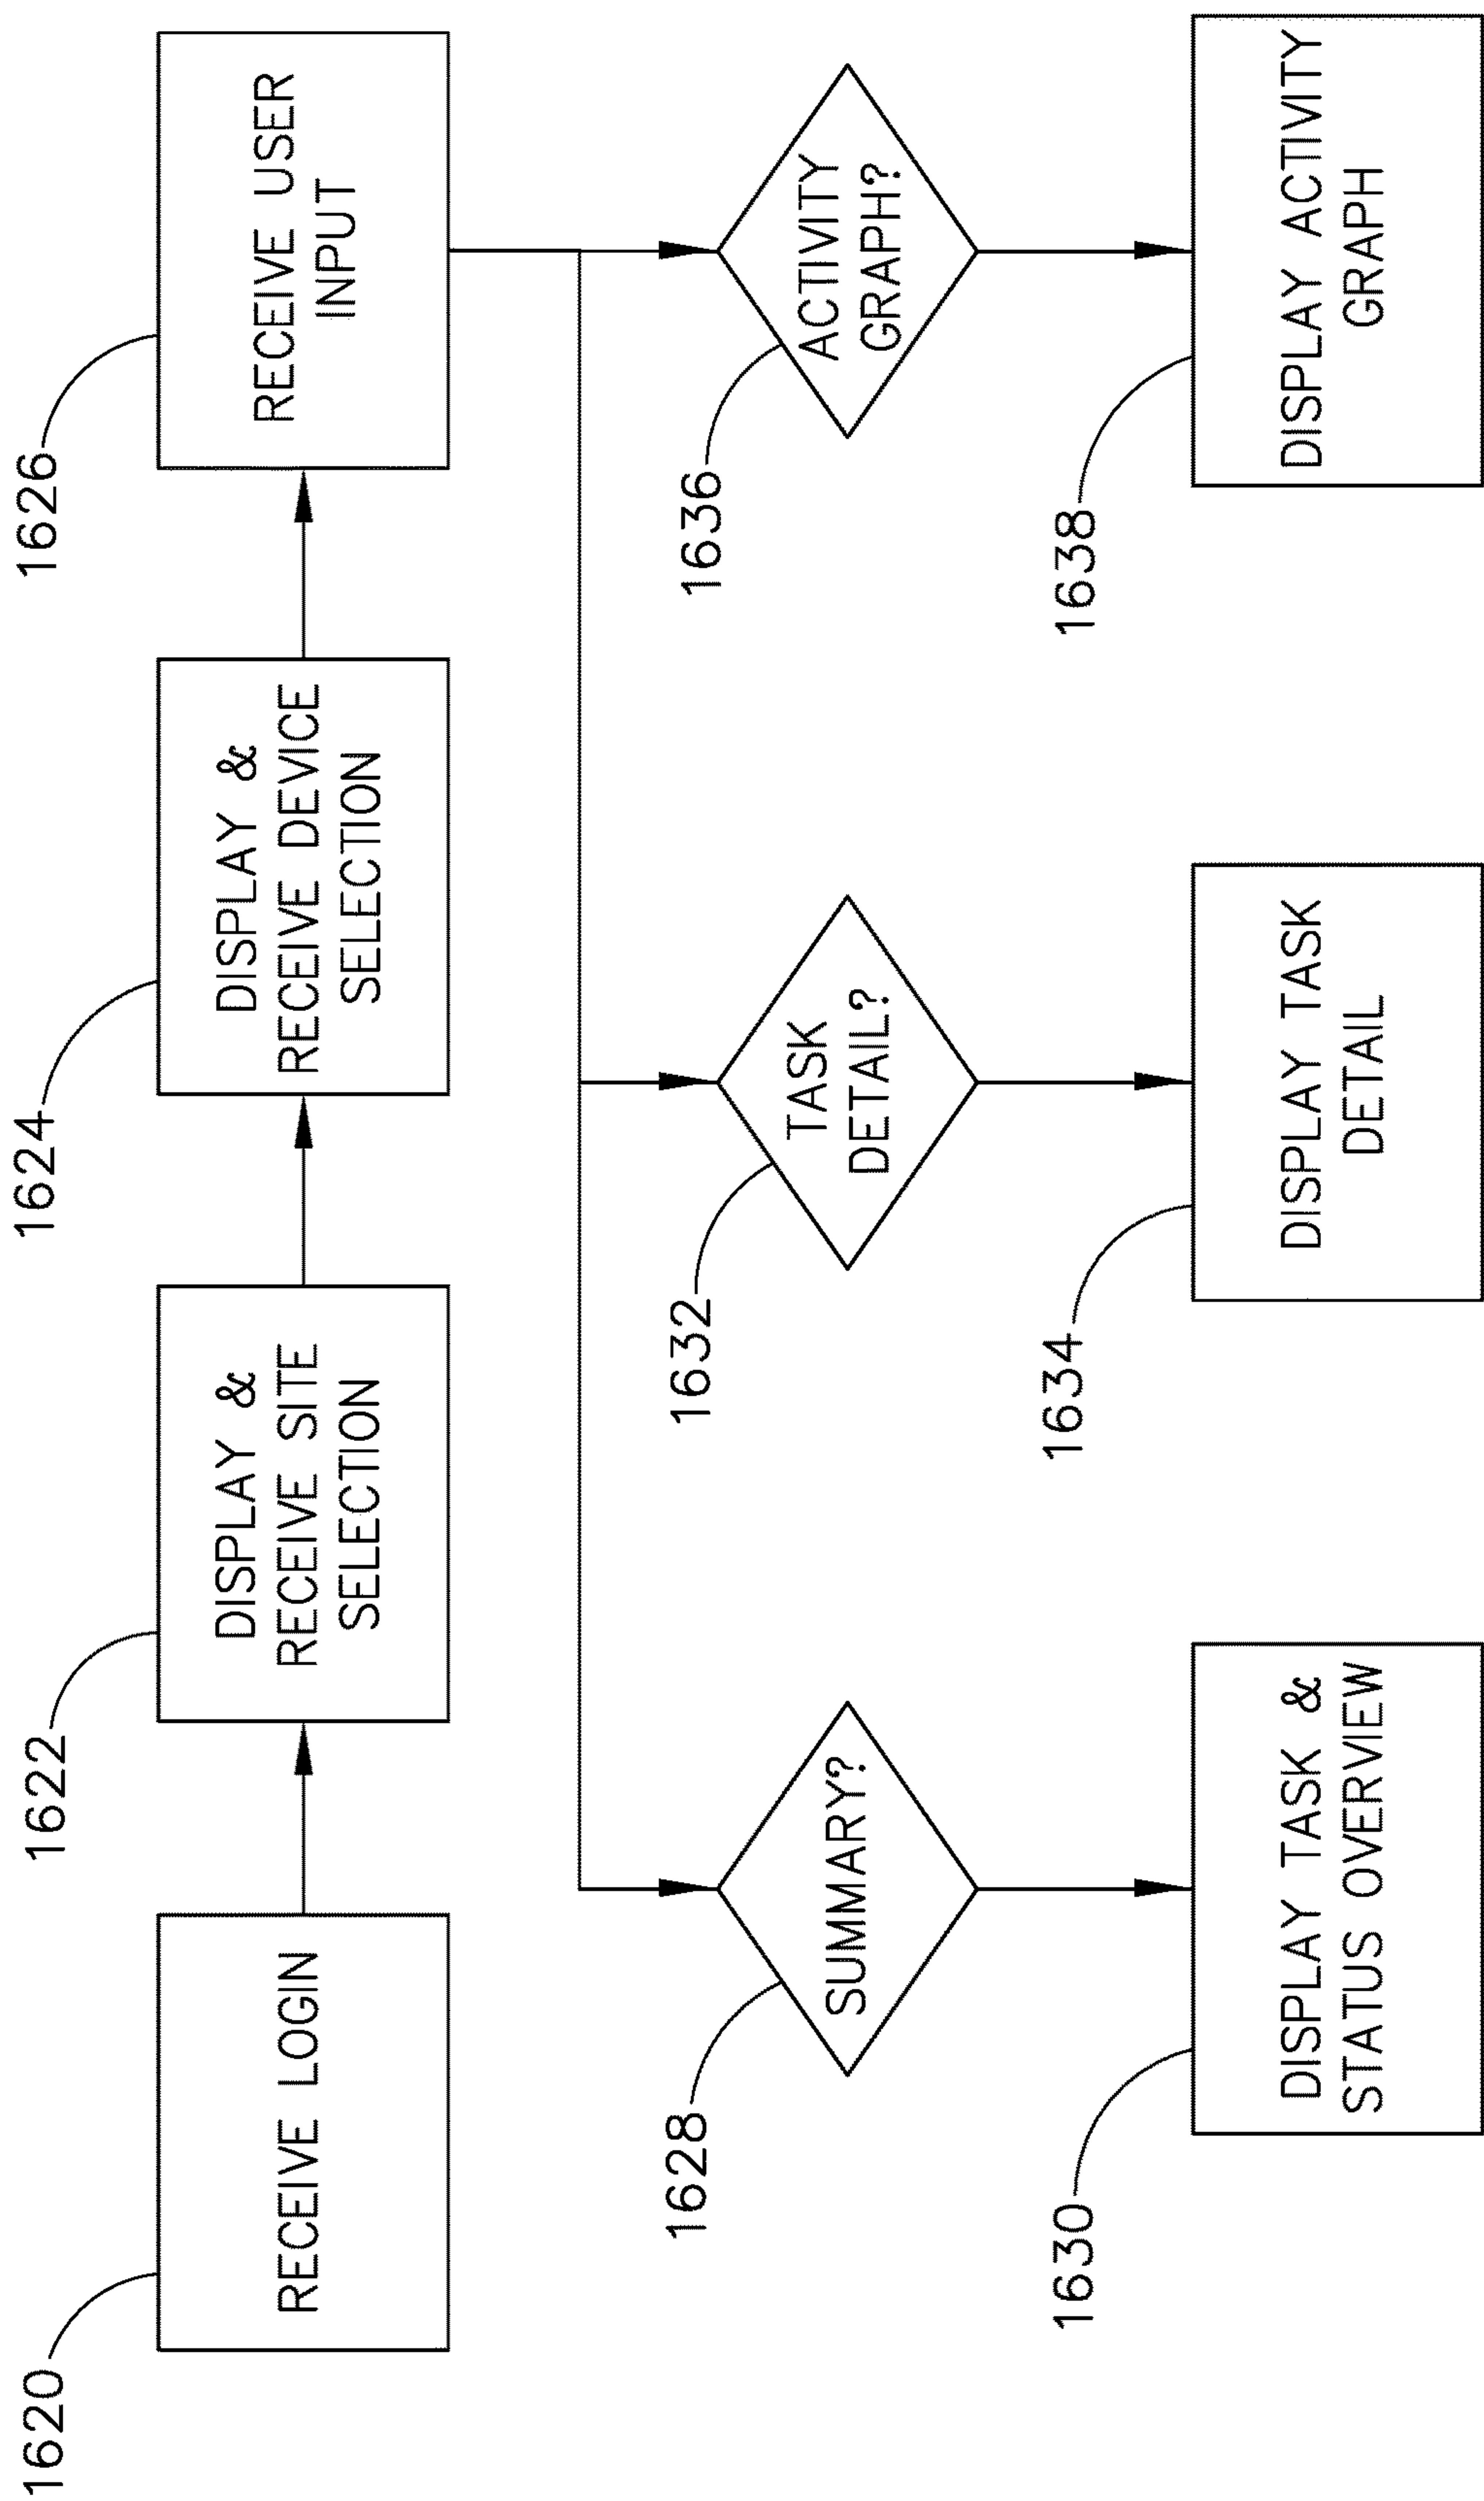 1620
RECEIVE LOGIN
1622
DISPLAY &
RECEIVE SITE
SELECTION
1624
DISPLAY &
RECEIVE DEVICE
SELECTION
1626
RECEIVE USER
INPUT
1628
SUMMARY?
1632
TASK
DETAIL?
1636
ACTIVITY
GRAPH?
1630
DISPLAY TASK &
STATUS OVERVIEW
1634
DISPLAY TASK
DETAIL
1638
DISPLAY ACTIVITY
GRAPH